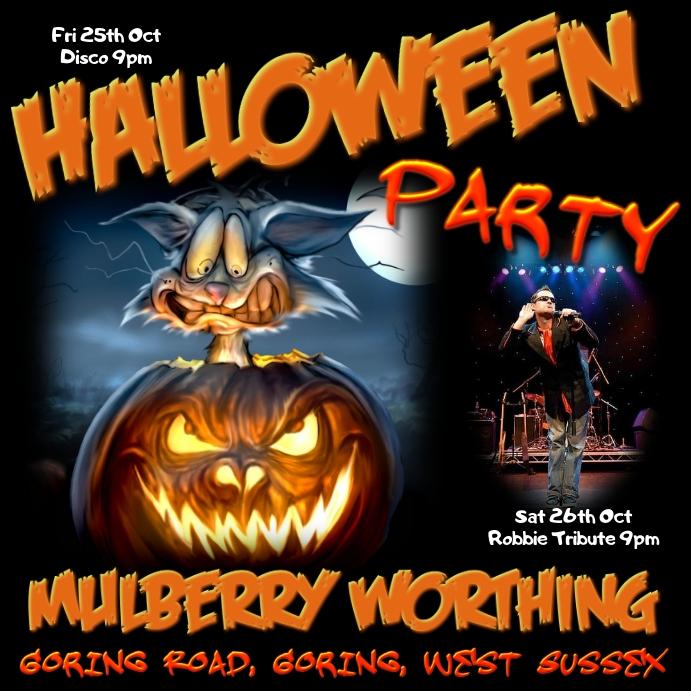 Fri 25th Oct
Disco 9pm
HALLOWEEN
PARTY
Sat 26th Oct
Robbie Tribute 9pm
MULBERRY WORTHING
GORING ROAD, GORING, WEST SUSSEX